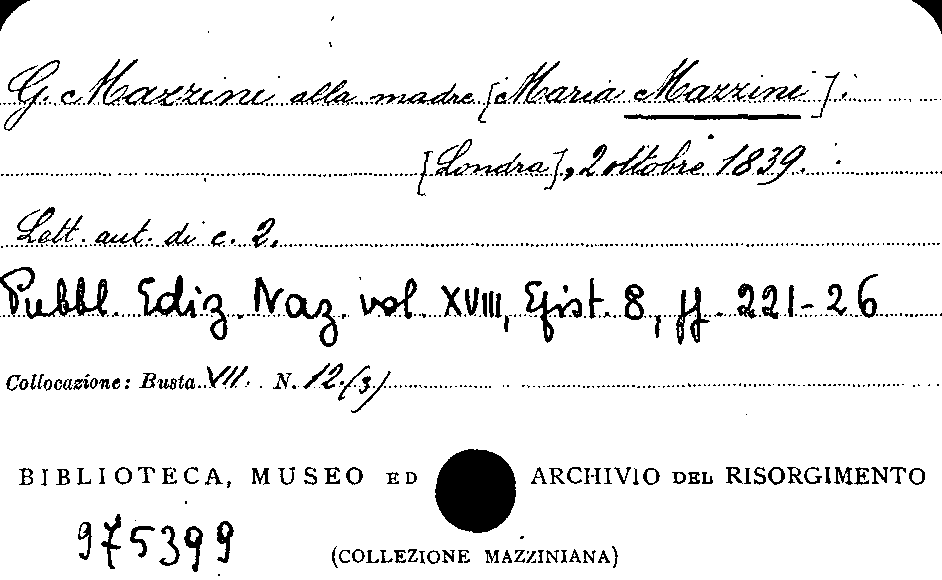 G. Mazzini alla madre [Maria Mazzini].
[Londra], 2 ottobre 1839.
Lett. aut. di c. 2.
Pubbl. Ediz. Naz. vol. XVIII, Epist. 8, pp. 221-26
Collocazione: Busta VII. N. 12.(3)
BIBLIOTECA, MUSEO ED ARCHIVIO DEL RISORGIMENTO
975399
(COLLEZIONE MAZZINIANA)